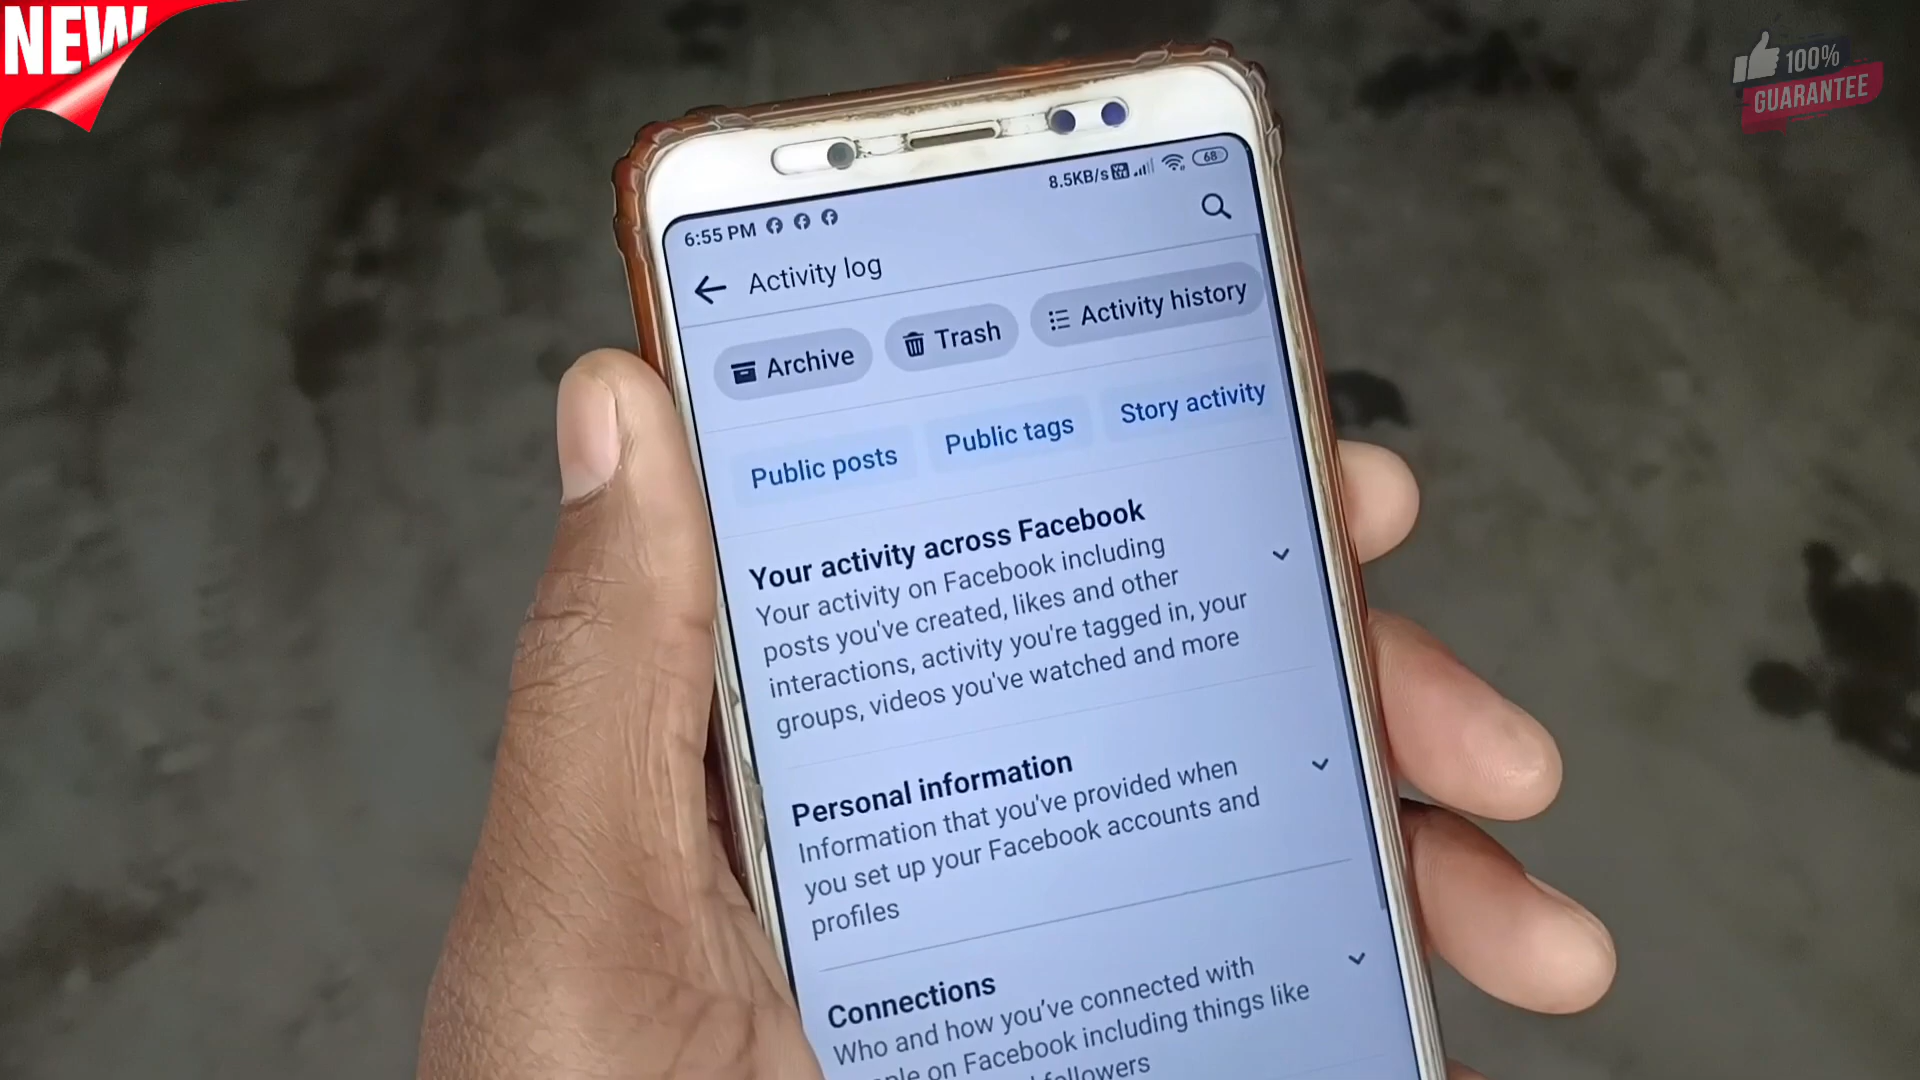 NEW
100%
GUARANTEE
8.5KB/s 68
6:55 PM
Activity log
Archive Trash Activity history
Public posts Public tags Story activity
Your activity across Facebook
Your activity on Facebook including
posts you've created, likes and other
interactions, activity you're tagged in, your
groups, videos you've watched and more
Personal information
Information that you've provided when
you set up your Facebook accounts and
profiles
Connections
Who and how you've connected with
on Facebook including things like
followers